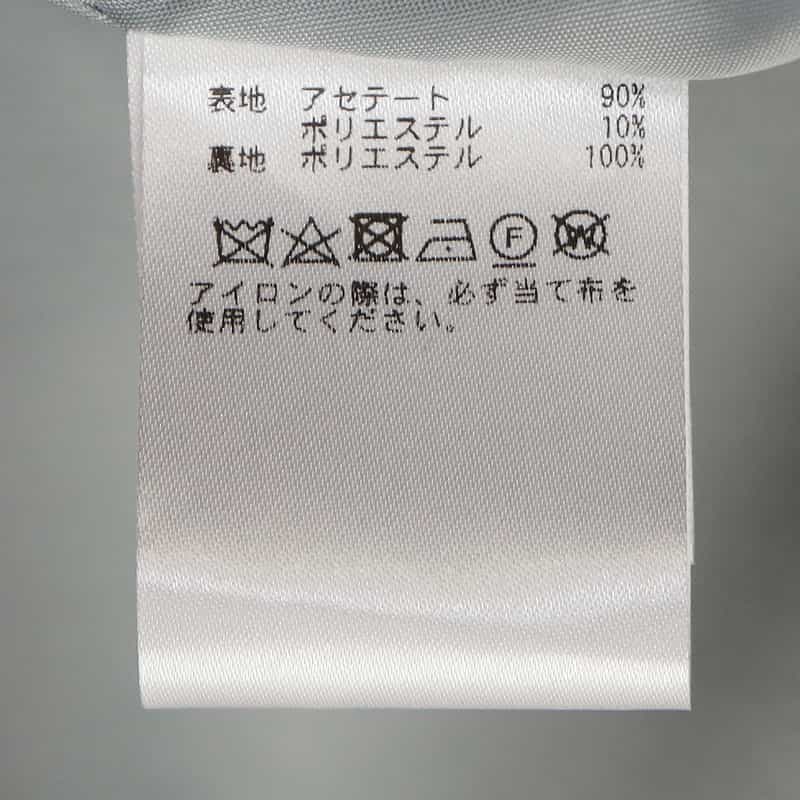 表地 アセテート 90%
ポリエステル 10%
裏地 ポリエステル 100%
F W
アイロンの際は、必ず当て布を
使用してください。